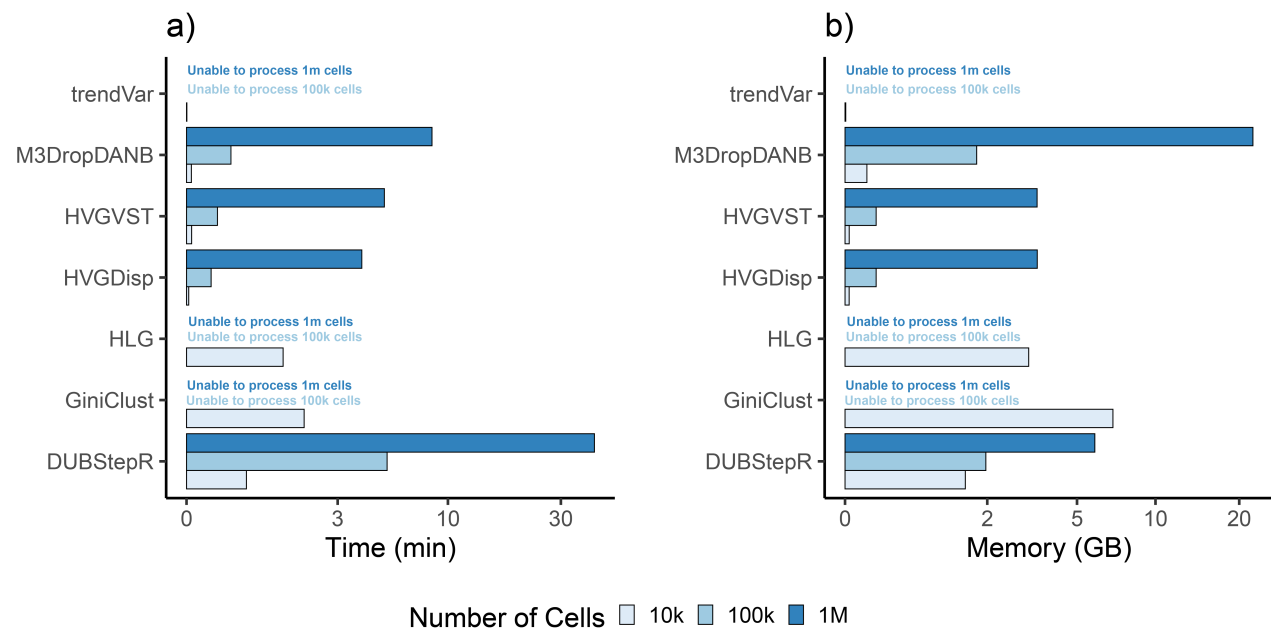 a)
Unable to process 1m cells
Unable to process 100k cells
trendVar
M3DropDANB
HVGVST
HVGDisp
Unable to process 1m cells
Unable to process 100k cells
HLG
Unable to process 1m cells
Unable to process 100k cells
GiniClust
DUBStepR
0 3 10 30
Time (min)
b)
Unable to process 1m cells
Unable to process 100k cells
trendVar
M3DropDANB
HVGVST
HVGDisp
Unable to process 1m cells
Unable to process 100k cells
HLG
Unable to process 1m cells
Unable to process 100k cells
GiniClust
DUBStepR
0 2 5 10 20
Memory (GB)
Number of Cells 10k 100k 1M